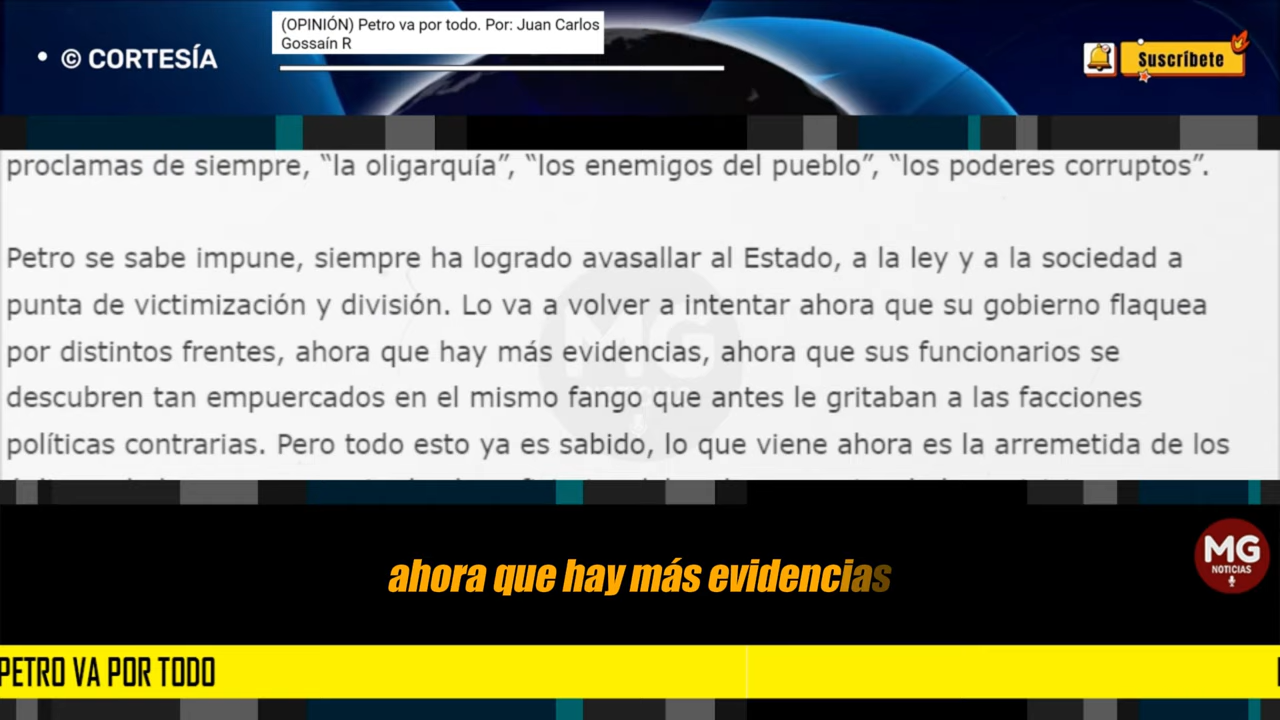 (OPINIÓN) Petro va por todo. Por: Juan Carlos
Gossaín R
• © CORTESÍA
Suscríbete
proclamas de siempre, “la oligarquía”, “los enemigos del pueblo”, “los poderes corruptos”.
Petro se sabe impune, siempre ha logrado avasallar al Estado, a la ley y a la sociedad a
punta de victimización y división. Lo va a volver a intentar ahora que su gobierno flaquea
por distintos frentes, ahora que hay más evidencias, ahora que sus funcionarios se
descubren tan empuercados en el mismo fango que antes le gritaban a las facciones
políticas contrarias. Pero todo esto ya es sabido, lo que viene ahora es la arremetida de los
ahora que hay más evidencias
MG
NOTICIAS
PETRO VA POR TODO